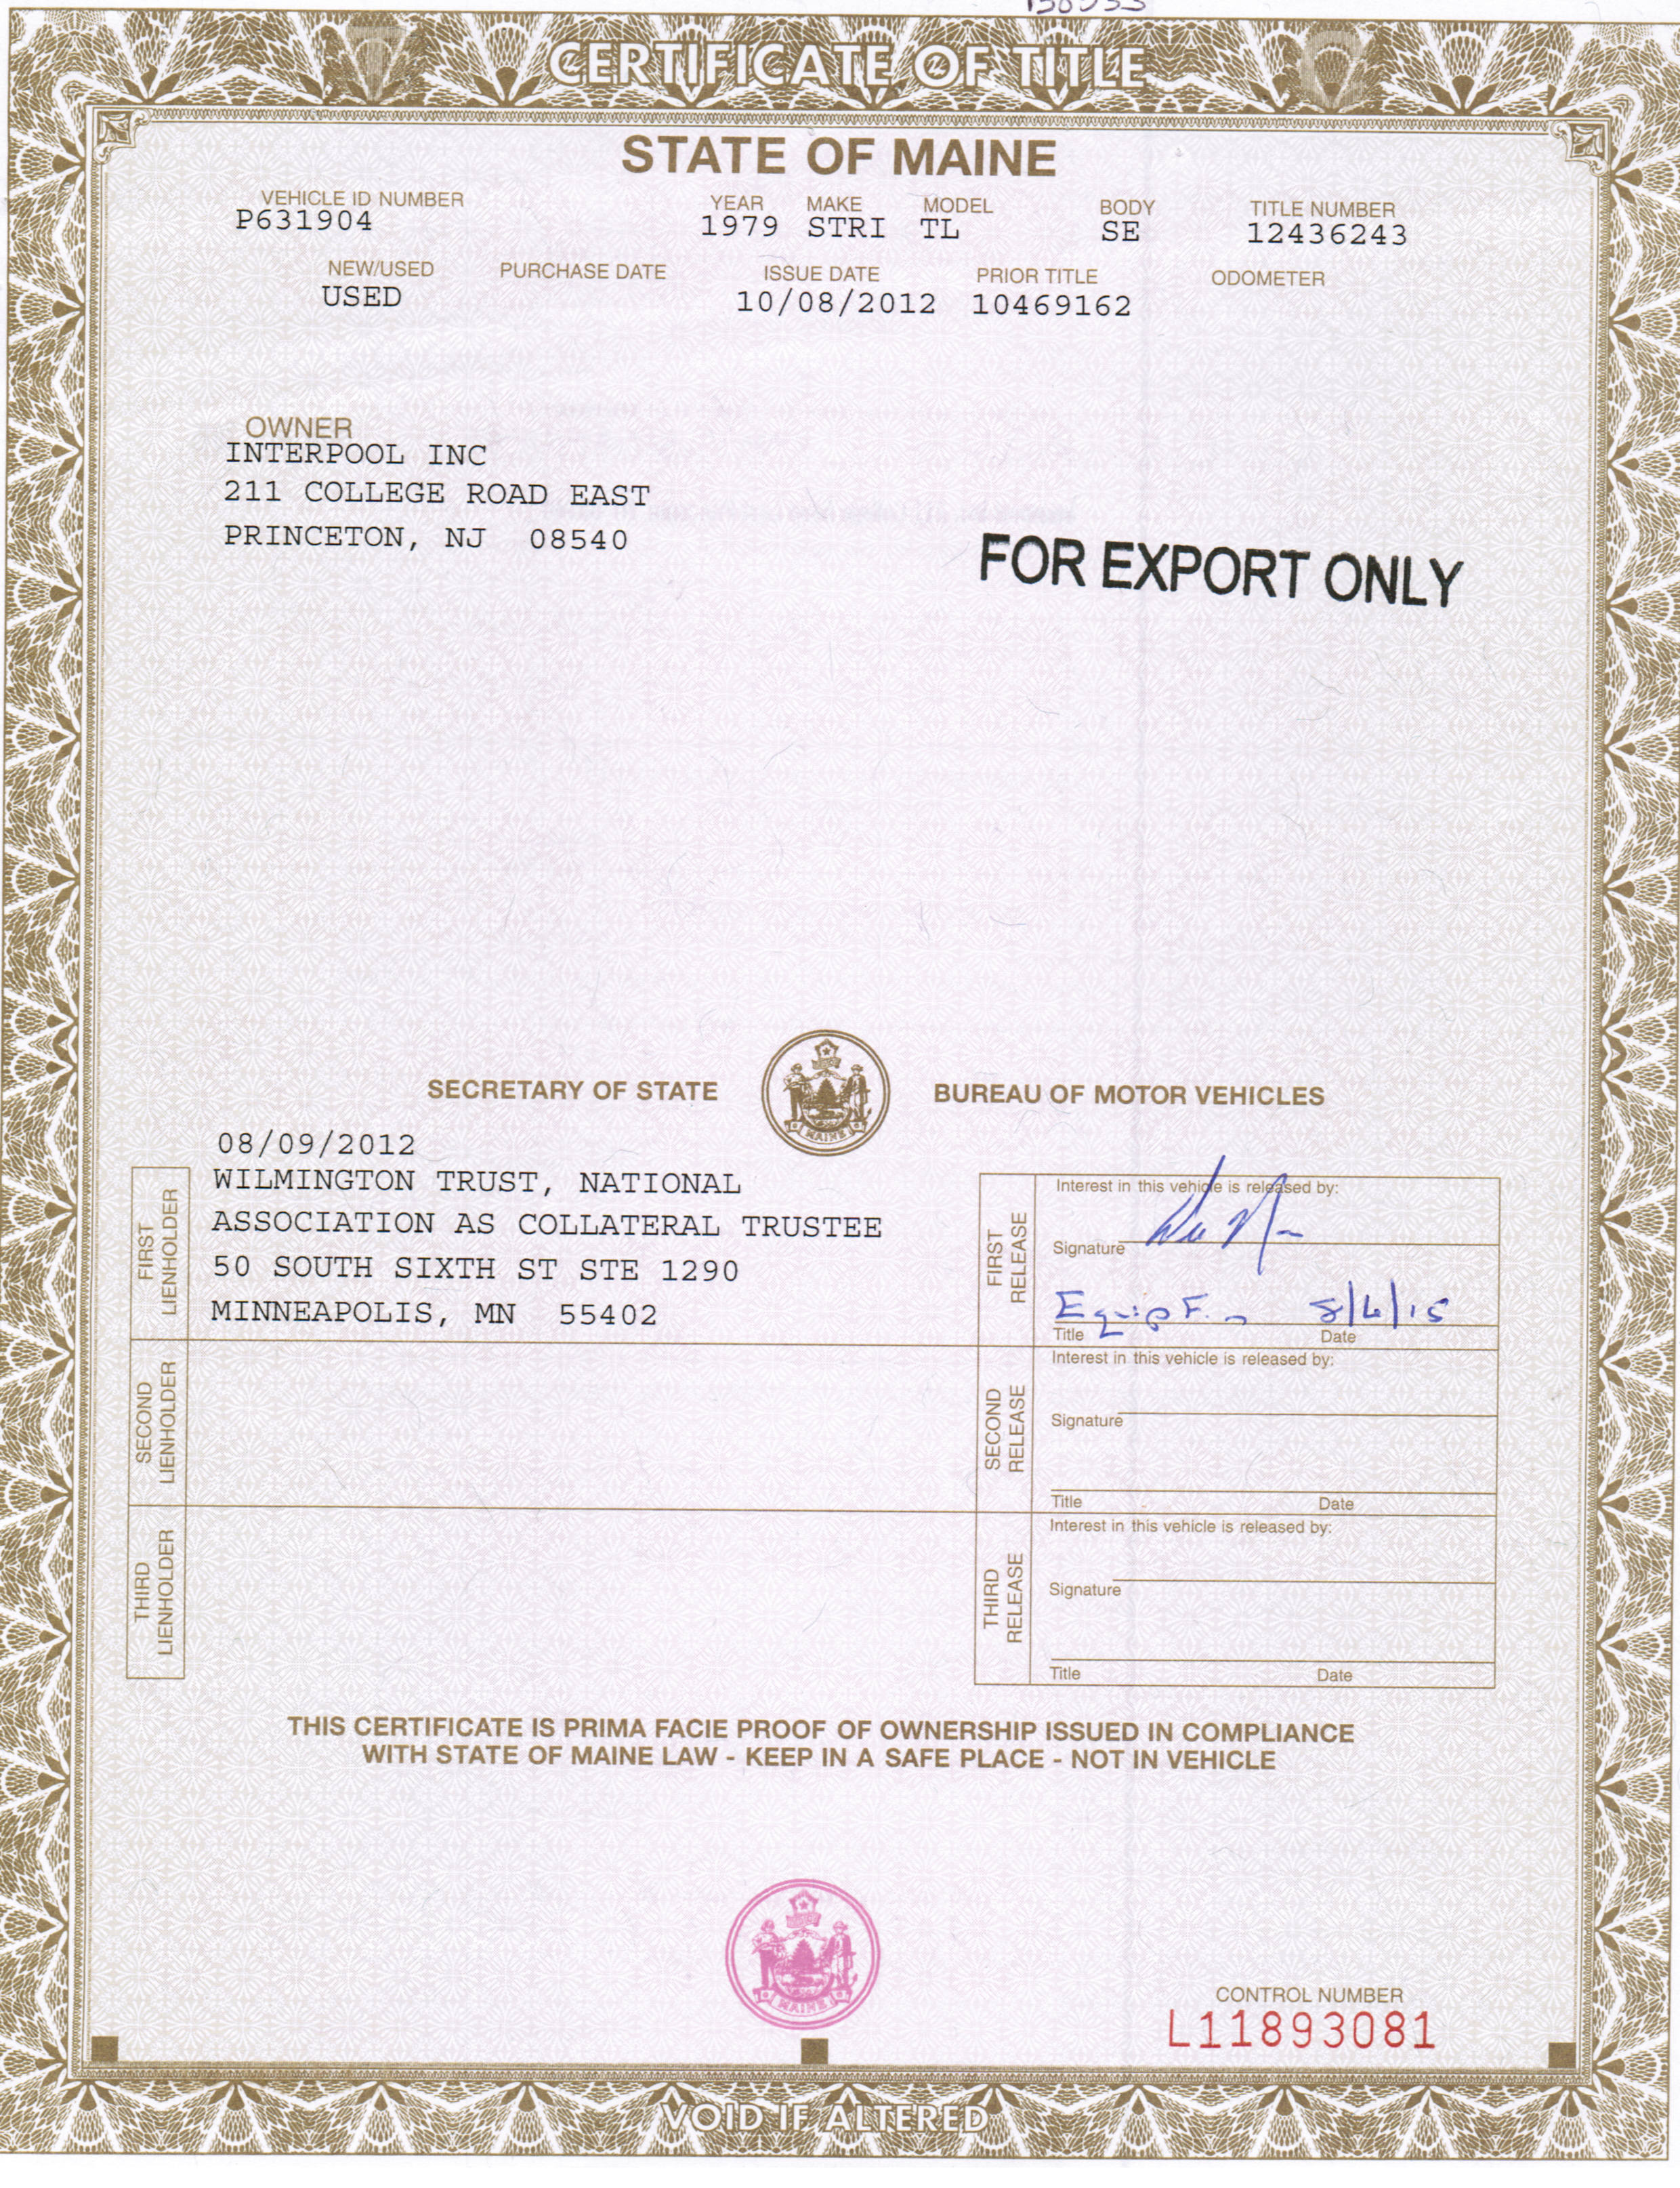 CERTIFICATE OF TITLE
STATE OF MAINE
VEHICLE ID NUMBER YEAR MAKE MODEL BODY TITLE NUMBER
P631904 1979 STRI TL SE 12436243
NEW/USED PURCHASE DATE ISSUE DATE PRIOR TITLE ODOMETER
USED 10/08/2012 10469162
OWNER
INTERPOOL INC
211 COLLEGE ROAD EAST
PRINCETON, NJ 08540
FOR EXPORT ONLY
SECRETARY OF STATE MAINE BUREAU OF MOTOR VEHICLES
08/09/2012
FIRST LIENHOLDER
WILMINGTON TRUST, NATIONAL
ASSOCIATION AS COLLATERAL TRUSTEE
50 SOUTH SIXTH ST STE 1290
MINNEAPOLIS, MN 55402
FIRST RELEASE
Interest in this vehicle is released by:
Signature
8/6/15
Title Date
SECOND LIENHOLDER
SECOND RELEASE
Interest in this vehicle is released by:
Signature
Title Date
THIRD LIENHOLDER
THIRD RELEASE
Interest in this vehicle is released by:
Signature
Title Date
THIS CERTIFICATE IS PRIMA FACIE PROOF OF OWNERSHIP ISSUED IN COMPLIANCE
WITH STATE OF MAINE LAW - KEEP IN A SAFE PLACE - NOT IN VEHICLE
MAINE
CONTROL NUMBER
L11893081
VOID IF ALTERED